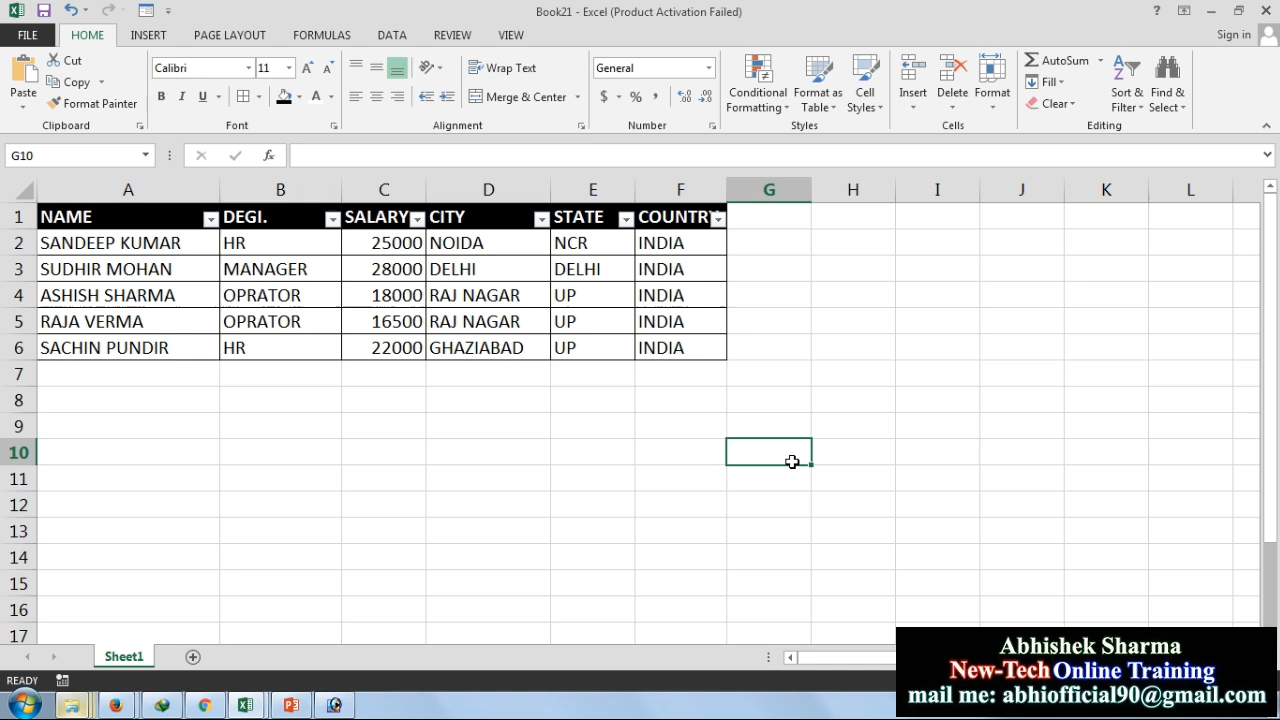 Book21 - Excel (Product Activation Failed)
FILE HOME INSERT PAGE LAYOUT FORMULAS DATA REVIEW VIEW Sign in
Paste Cut Copy Format Painter
Calibri 11
B I U A
Wrap Text
Merge & Center
General
$ % ,
Conditional Formatting Format as Table Cell Styles
Insert Delete Format
AutoSum Fill Clear
Sort & Filter Find & Select
Clipboard Font Alignment Number Styles Cells Editing
G10 fx
A B C D E F G H I J K L
1 NAME DEGI. SALARY CITY STATE COUNTR
2 SANDEEP KUMAR HR 25000 NOIDA NCR INDIA
3 SUDHIR MOHAN MANAGER 28000 DELHI DELHI INDIA
4 ASHISH SHARMA OPRATOR 18000 RAJ NAGAR UP INDIA
5 RAJA VERMA OPRATOR 16500 RAJ NAGAR UP INDIA
6 SACHIN PUNDIR HR 22000 GHAZIABAD UP INDIA
7
8
9
10
11
12
13
14
15
16
17
Sheet1
READY
Abhishek Sharma
New-Tech Online Training
mail me: abhiofficial90@gmail.com